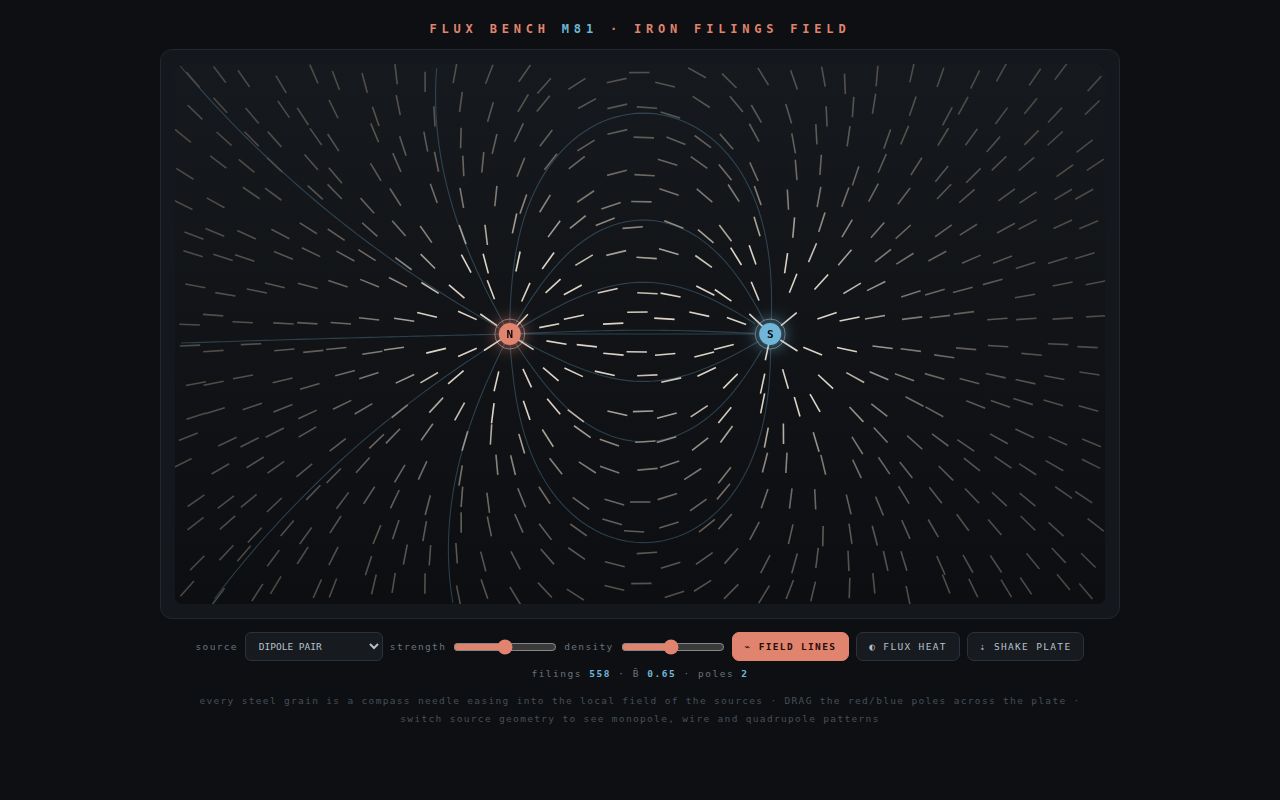 FLUX BENCH M81 · IRON FILINGS FIELD
N S
source DIPOLE PAIR strength density ⌁ FIELD LINES ◐ FLUX HEAT ⇣ SHAKE PLATE
filings 558 · B̄ 0.65 · poles 2
every steel grain is a compass needle easing into the local field of the sources · DRAG the red/blue poles across the plate ·
switch source geometry to see monopole, wire and quadrupole patterns